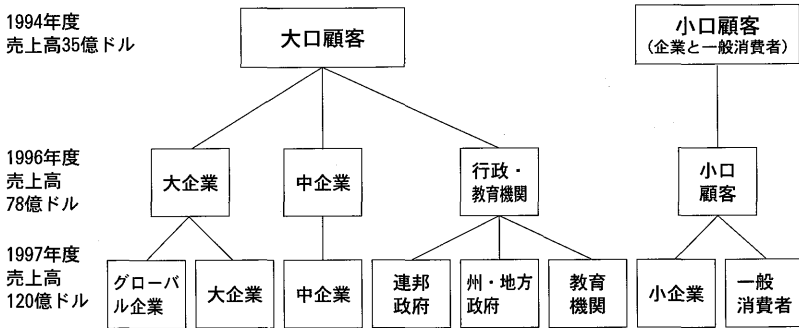 1994年度
売上高35億ドル
大口顧客
小口顧客
(企業と一般消費者)
1996年度
売上高
78億ドル
大企業
中企業
行政・
教育機関
小口
顧客
1997年度
売上高
120億ドル
グローバ
ル企業
大企業
中企業
連邦
政府
州・地方
政府
教育
機関
小企業
一般
消費者